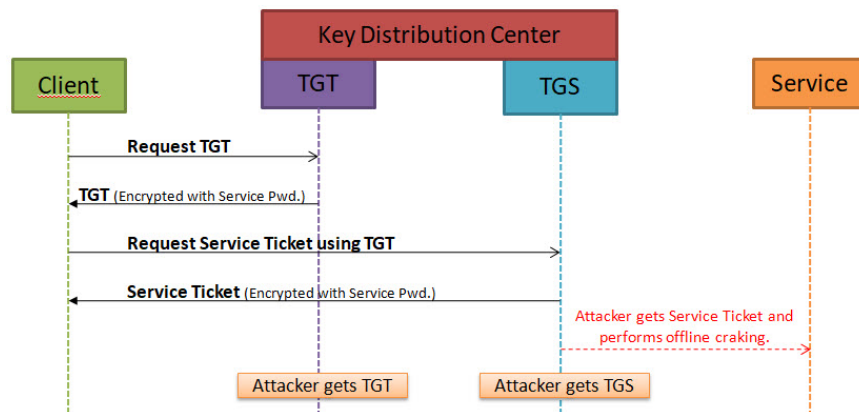 Key Distribution Center
Client
TGT
TGS
Service
Request TGT
TGT (Encrypted with Service Pwd.)
Request Service Ticket using TGT
Service Ticket (Encrypted with Service Pwd.)
Attacker gets Service Ticket and
performs offline craking.
Attacker gets TGT
Attacker gets TGS